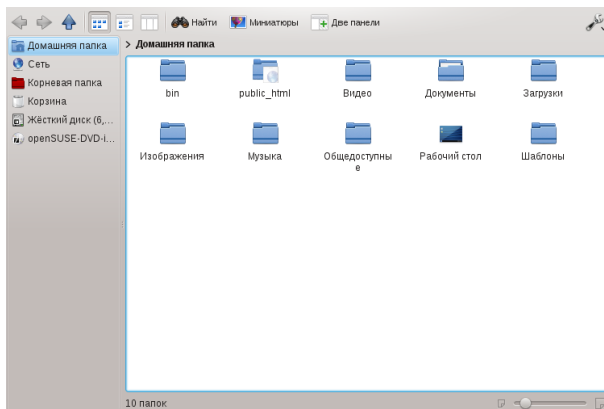 Найти Миниатюры Две панели
Домашняя папка
Сеть
Корневая папка
Корзина
Жёсткий диск (6,...
openSUSE-DVD-i...
> Домашняя папка
bin public_html Видео Документы Загрузки
Изображения Музыка Общедоступны
е Рабочий стол Шаблоны
10 папок